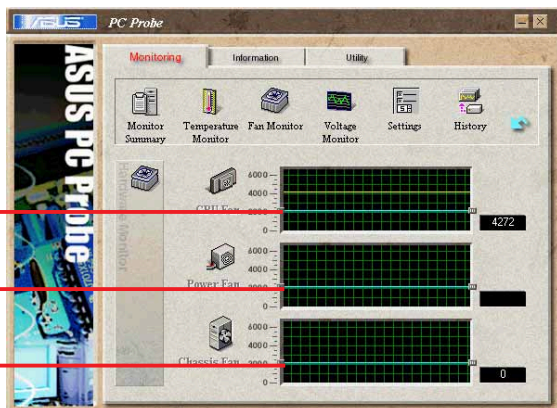 ASUS PC Probe
Monitoring Information Utility
Monitor Summary
Temperature Monitor
Fan Monitor
Voltage Monitor
Settings
History
ASUS PC Probe
Hardware Monitor
6000
4000
2000
0
CPU Fan
4272
6000
4000
2000
0
Power Fan
6000
4000
2000
0
Chassis Fan
0